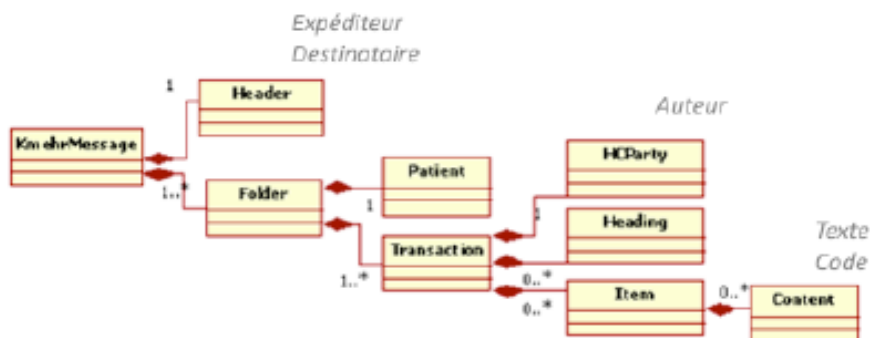 Expéditeur
Destinataire
1
Header
Auteur
KmehrMessage
HCParty
Patient
1..*
Folder
1
1
Heading
Texte
Transaction
Code
1..*
0..*
0..*
Item
0..*
Content